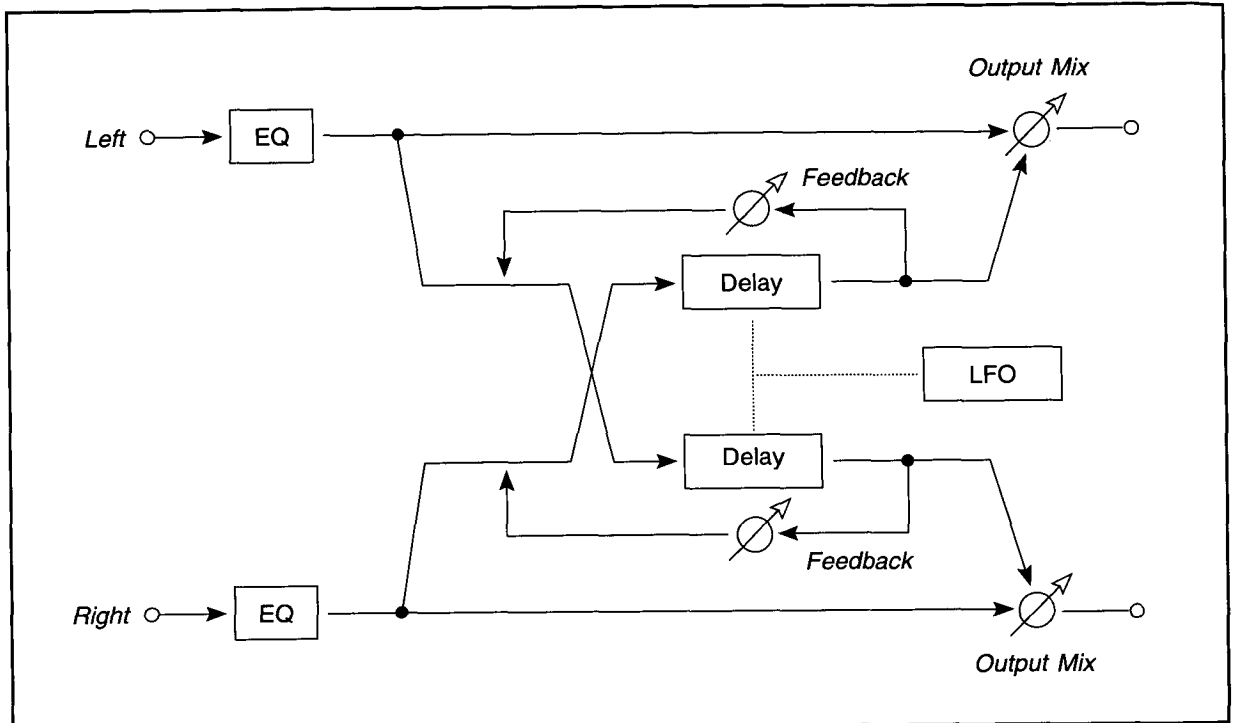 Output Mix
Left
EQ
Feedback
Delay
LFO
Delay
Feedback
Right
EQ
Output Mix